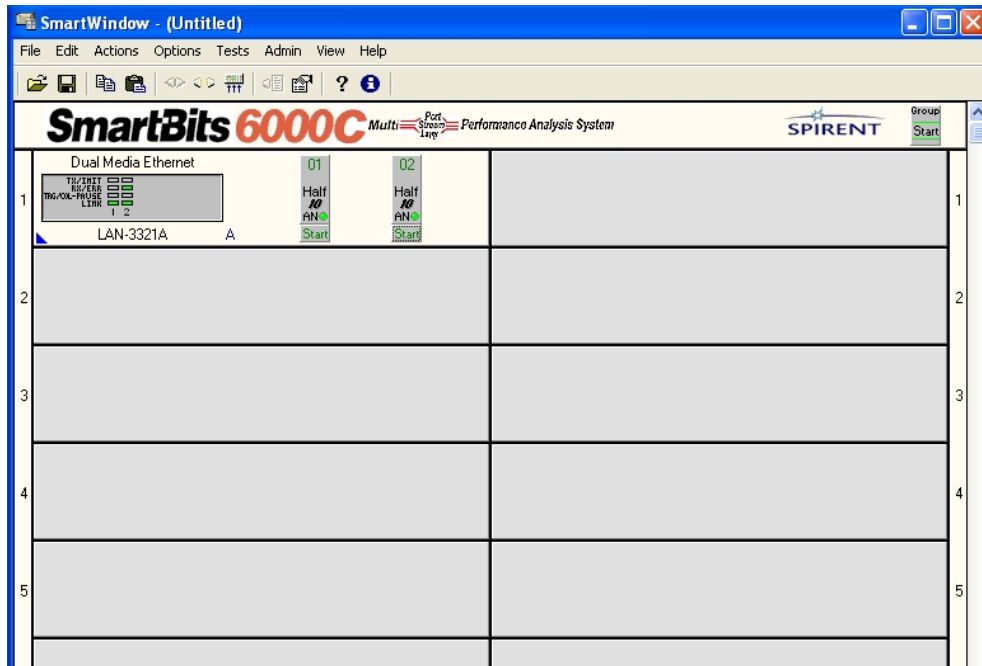 SmartWindow - (Untitled)
File Edit Actions Options Tests Admin View Help
SmartBits 6000C Multi Port Stream Layer Performance Analysis System
SPIRENT
Group
Start
Dual Media Ethernet
TX/INIT
RX/ERR
TRG/COL-PAUSE
LINK
1 2
LAN-3321A A
01
Half
10
AN
Start
02
Half
10
AN
Start
1 1
2 2
3 3
4 4
5 5